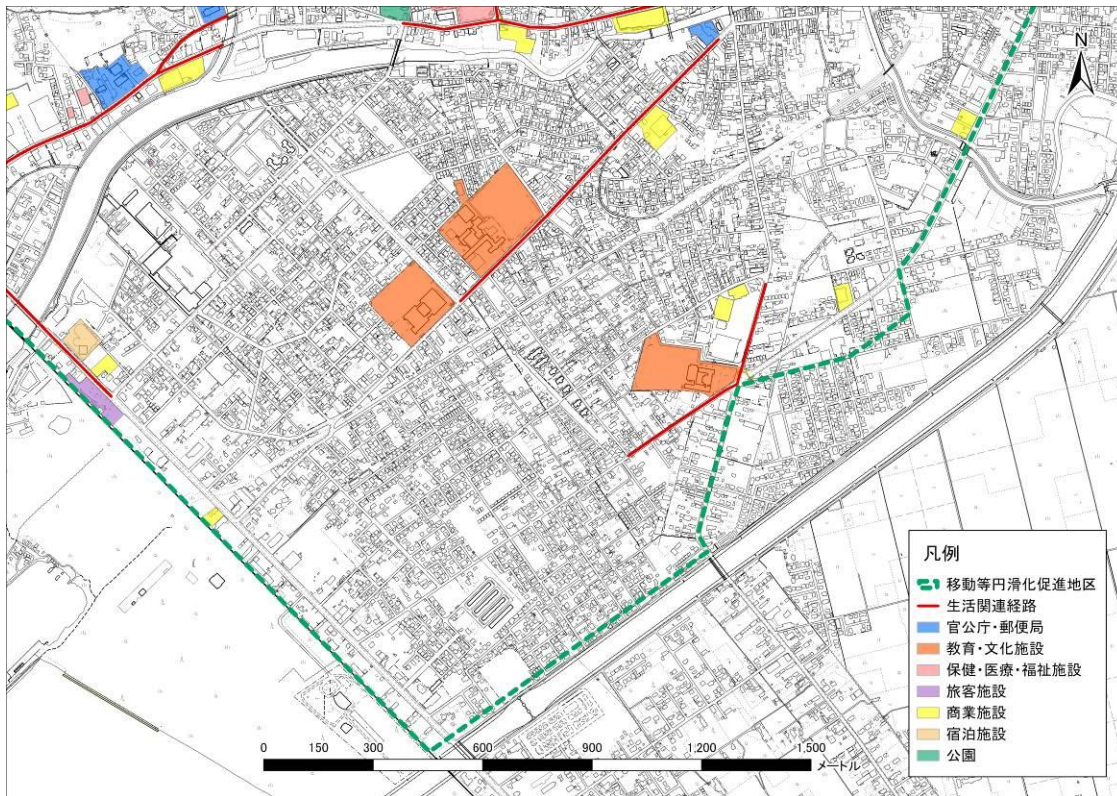 N
凡例
移動等円滑化促進地区
生活関連経路
官公庁・郵便局
教育・文化施設
保健・医療・福祉施設
旅客施設
商業施設
宿泊施設
公園
0 150 300 600 900 1,200 1,500
メートル